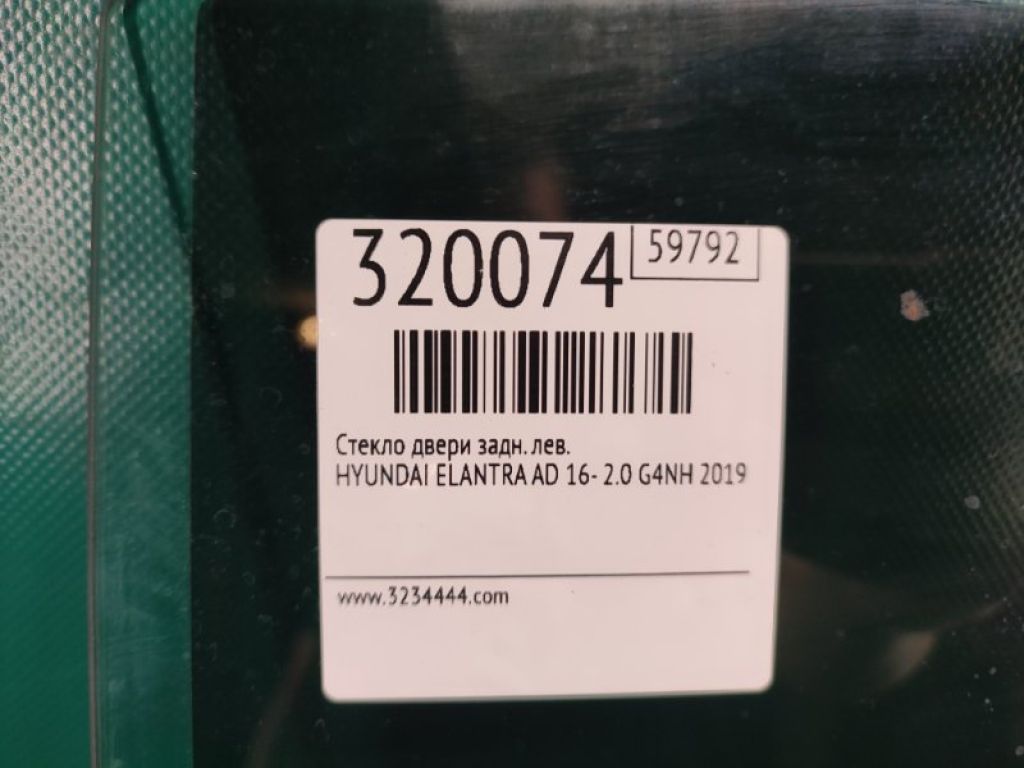 320074 59792
Стекло двери задн. лев.
HYUNDAI ELANTRA AD 16- 2.0 G4NH 2019
www.3234444.com